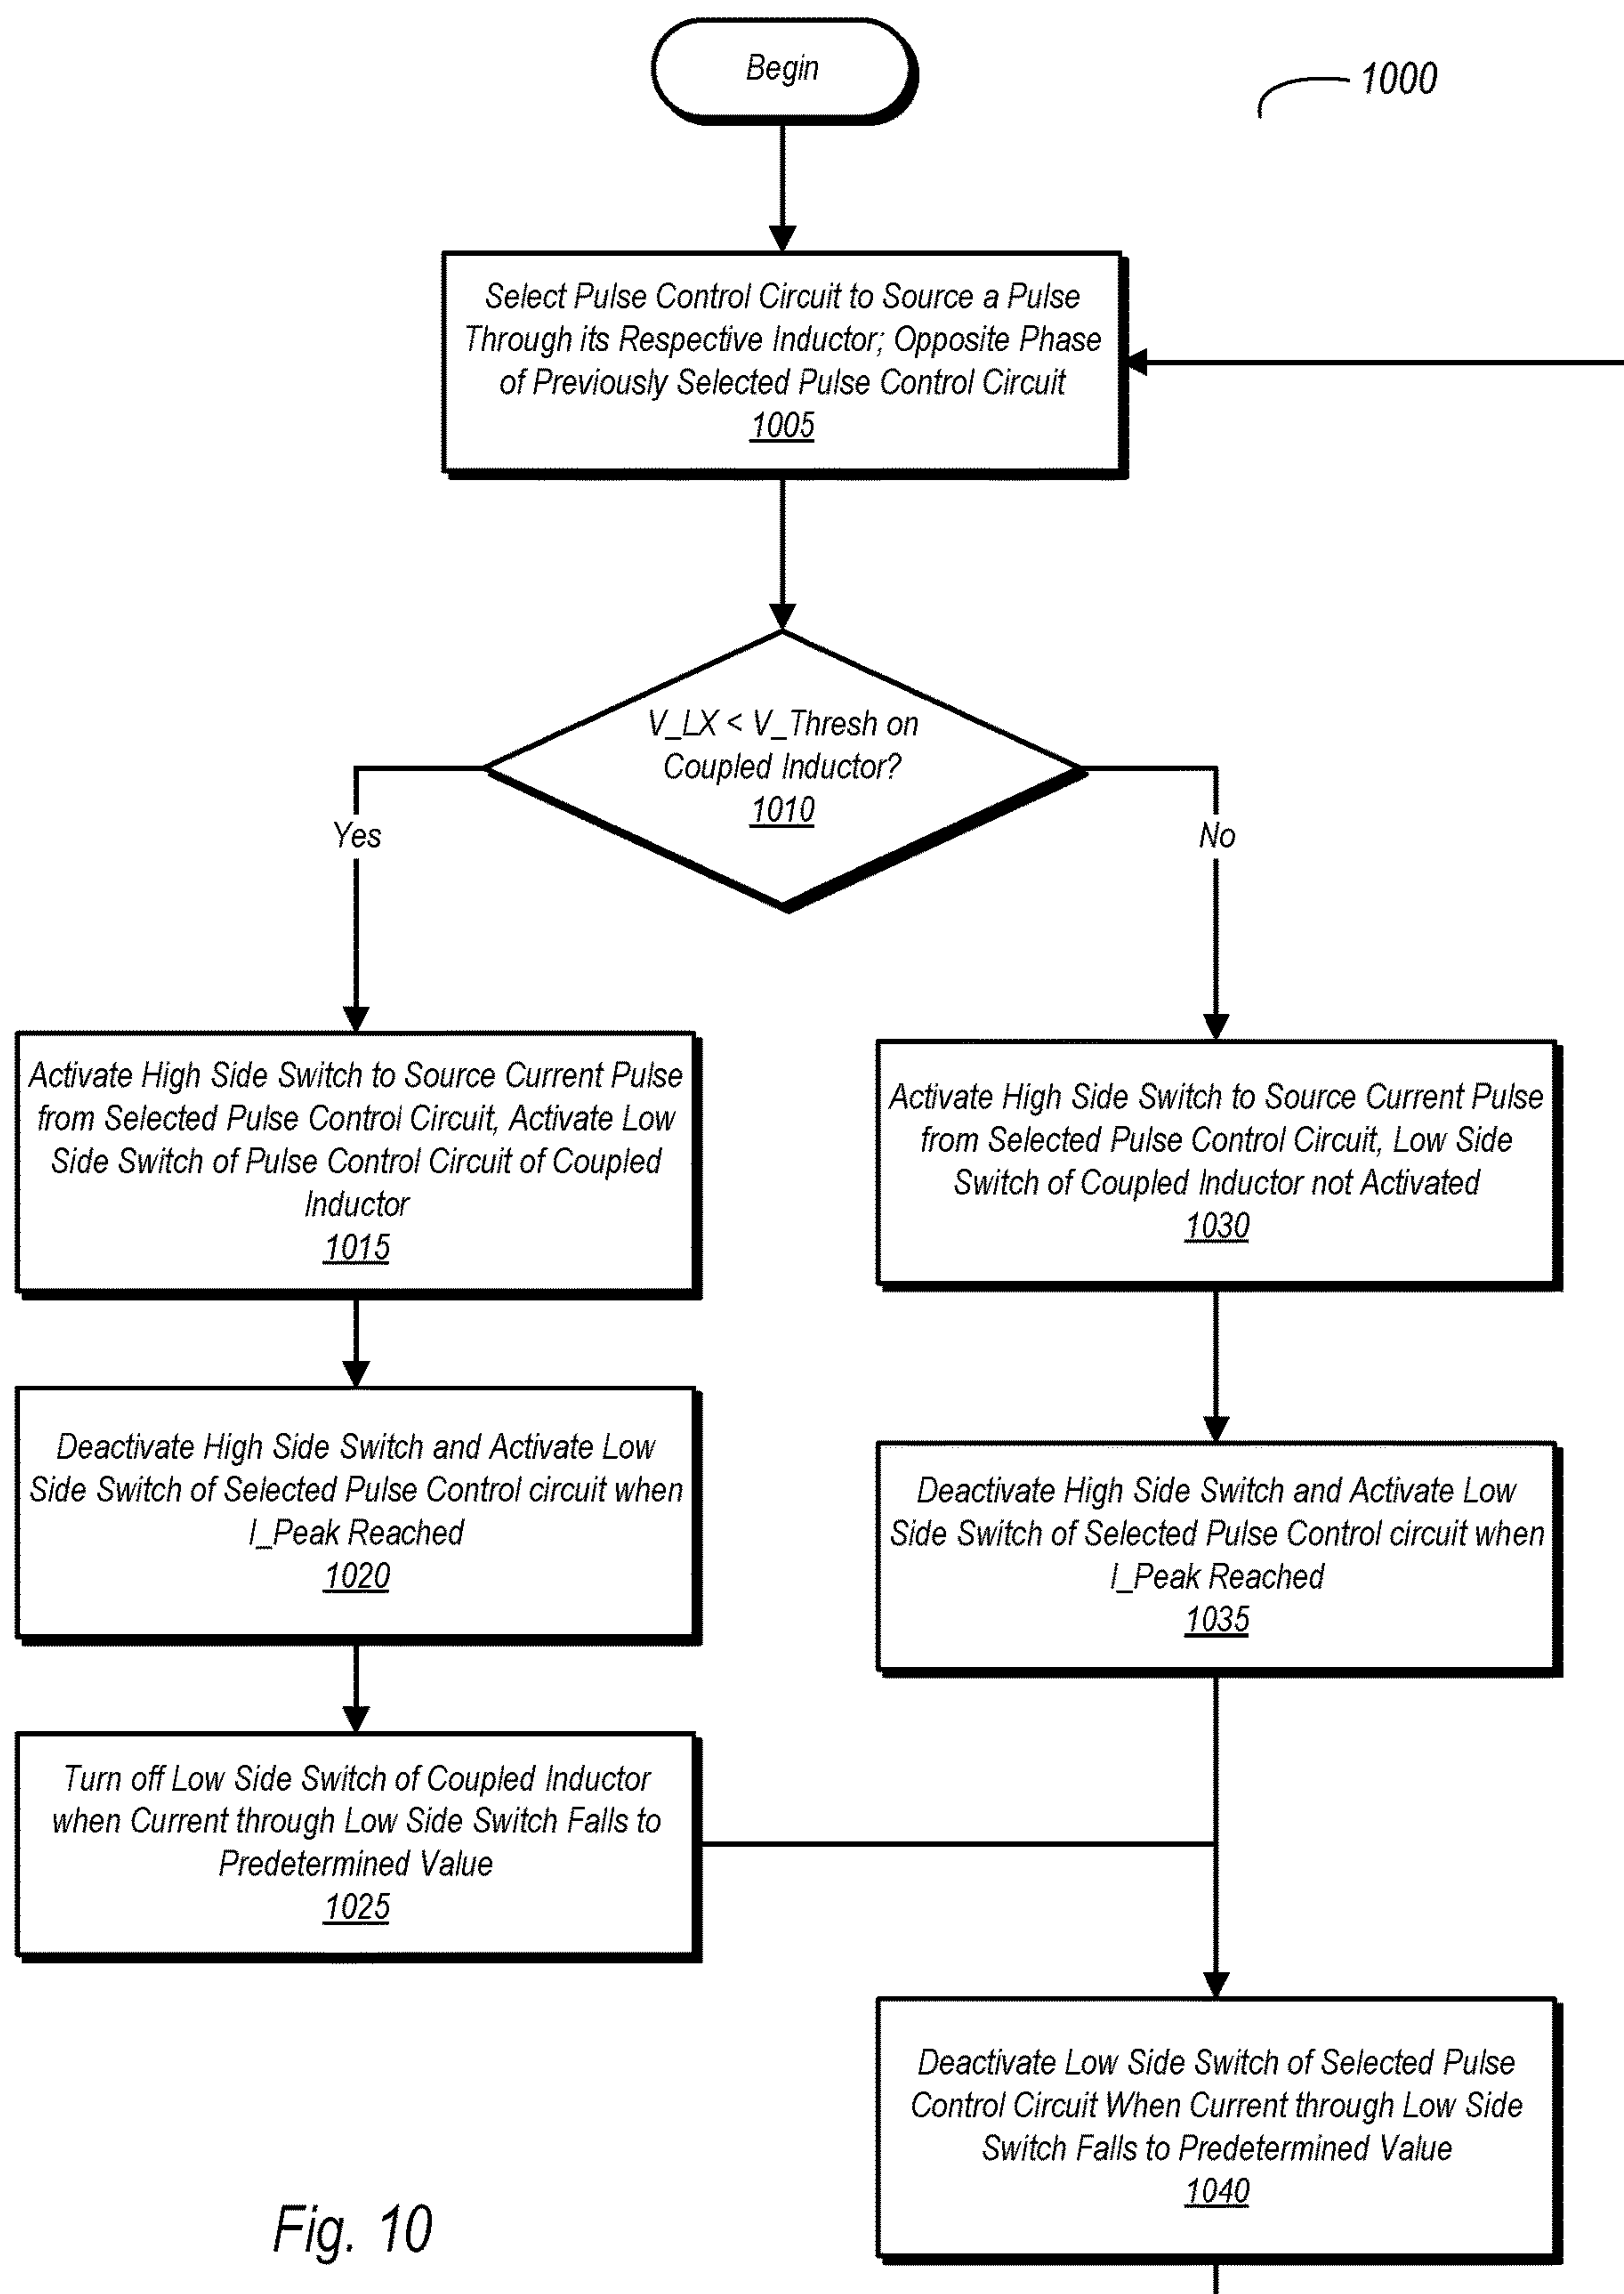 Begin
1000
Select Pulse Control Circuit to Source a Pulse
Through its Respective Inductor; Opposite Phase
of Previously Selected Pulse Control Circuit
1005
V_LX < V_Thresh on
Coupled Inductor?
1010
Yes
No
Activate High Side Switch to Source Current Pulse
from Selected Pulse Control Circuit, Activate Low
Side Switch of Pulse Control Circuit of Coupled
Inductor
1015
Activate High Side Switch to Source Current Pulse
from Selected Pulse Control Circuit, Low Side
Switch of Coupled Inductor not Activated
1030
Deactivate High Side Switch and Activate Low
Side Switch of Selected Pulse Control circuit when
I_Peak Reached
1020
Deactivate High Side Switch and Activate Low
Side Switch of Selected Pulse Control circuit when
I_Peak Reached
1035
Turn off Low Side Switch of Coupled Inductor
when Current through Low Side Switch Falls to
Predetermined Value
1025
Deactivate Low Side Switch of Selected Pulse
Control Circuit When Current through Low Side
Switch Falls to Predetermined Value
1040
Fig. 10